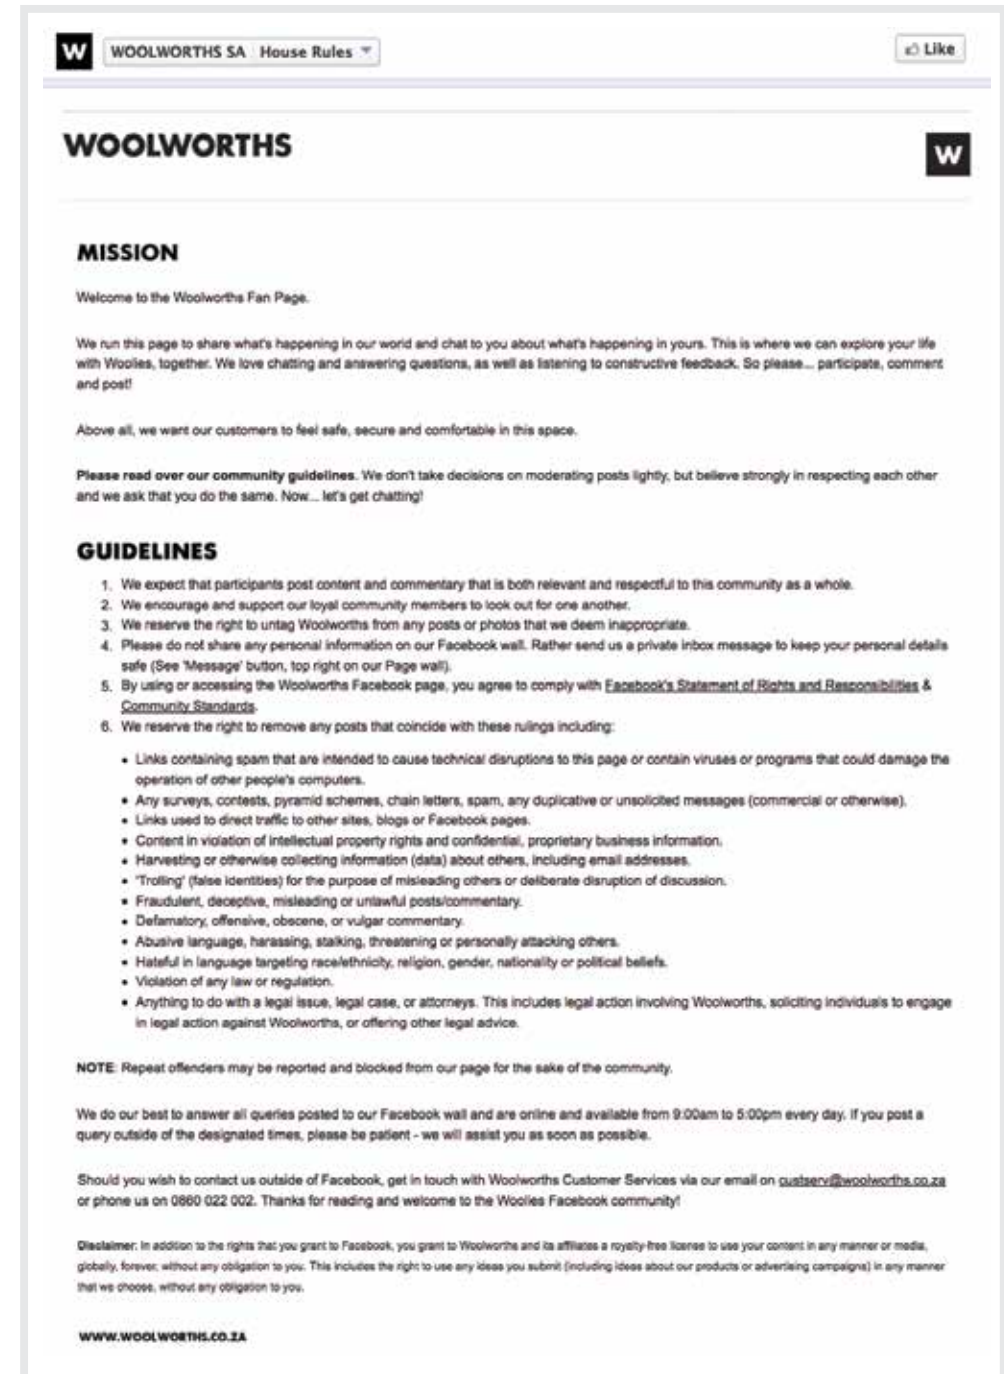 W WOOLWORTHS SA House Rules Like
WOOLWORTHS W
MISSION
Welcome to the Woolworths Fan Page.
We run this page to share what's happening in our world and chat to you about what's happening in yours. This is where we can explore your life
with Woolies, together. We love chatting and answering questions, as well as listening to constructive feedback. So please... participate, comment
and post!
Above all, we want our customers to feel safe, secure and comfortable in this space.
Please read over our community guidelines. We don't take decisions on moderating posts lightly, but believe strongly in respecting each other
and we ask that you do the same. Now... let's get chatting!
GUIDELINES
1. We expect that participants post content and commentary that is both relevant and respectful to this community as a whole.
2. We encourage and support our loyal community members to look out for one another.
3. We reserve the right to untag Woolworths from any posts or photos that we deem inappropriate.
4. Please do not share any personal information on our Facebook wall. Rather send us a private inbox message to keep your personal details
safe (See 'Message' button, top right on our Page wall).
5. By using or accessing the Woolworths Facebook page, you agree to comply with Facebook's Statement of Rights and Responsibilities &
Community Standards.
6. We reserve the right to remove any posts that coincide with these rulings including:
• Links containing spam that are intended to cause technical disruptions to this page or contain viruses or programs that could damage the
operation of other people's computers.
• Any surveys, contests, pyramid schemes, chain letters, spam, any duplicative or unsolicited messages (commercial or otherwise).
• Links used to direct traffic to other sites, blogs or Facebook pages.
• Content in violation of intellectual property rights and confidential, proprietary business information.
• Harvesting or otherwise collecting information (data) about others, including email addresses.
• 'Trolling' (false identities) for the purpose of misleading others or deliberate disruption of discussion.
• Fraudulent, deceptive, misleading or unlawful posts/commentary.
• Defamatory, offensive, obscene, or vulgar commentary.
• Abusive language, harassing, stalking, threatening or personally attacking others.
• Hateful in language targeting race/ethnicity, religion, gender, nationality or political beliefs.
• Violation of any law or regulation.
• Anything to do with a legal issue, legal case, or attorneys. This includes legal action involving Woolworths, soliciting individuals to engage
in legal action against Woolworths, or offering other legal advice.
NOTE: Repeat offenders may be reported and blocked from our page for the sake of the community.
We do our best to answer all queries posted to our Facebook wall and are online and available from 9:00am to 5:00pm every day. If you post a
query outside of the designated times, please be patient - we will assist you as soon as possible.
Should you wish to contact us outside of Facebook, get in touch with Woolworths Customer Services via our email on custserv@woolworths.co.za
or phone us on 0860 022 002. Thanks for reading and welcome to the Woolies Facebook community!
Disclaimer: In addition to the rights that you grant to Facebook, you grant to Woolworths and its affiliates a royalty-free license to use your content in any manner or media,
globally, forever, without any obligation to you. This includes the right to use any ideas you submit (including ideas about our products or advertising campaigns) in any manner
that we choose, without any obligation to you.
WWW.WOOLWORTHS.CO.ZA